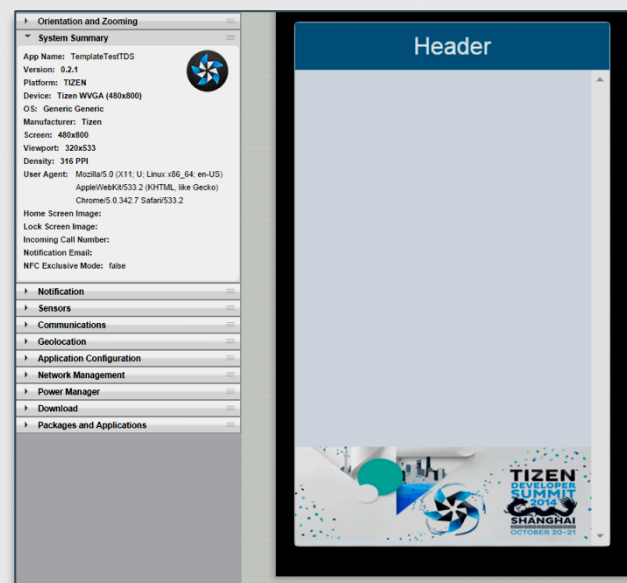 Orientation and Zooming
System Summary
App Name: TemplateTestTDS
Version: 0.2.1
Platform: TIZEN
Device: Tizen WVGA (480x800)
OS: Generic Generic
Manufacturer: Tizen
Screen: 480x800
Viewport: 320x533
Density: 316 PPI
User Agent: Mozilla/5.0 (X11; U; Linux x86_64; en-US)
AppleWebKit/533.2 (KHTML, like Gecko)
Chrome/5.0.342.7 Safari/533.2
Home Screen Image:
Lock Screen Image:
Incoming Call Number:
Notification Email:
NFC Exclusive Mode: false
Notification
Sensors
Communications
Geolocation
Application Configuration
Network Management
Power Manager
Download
Packages and Applications
Header
TIZEN
DEVELOPER
SUMMIT
2014
SHANGHAI
OCTOBER 20-21